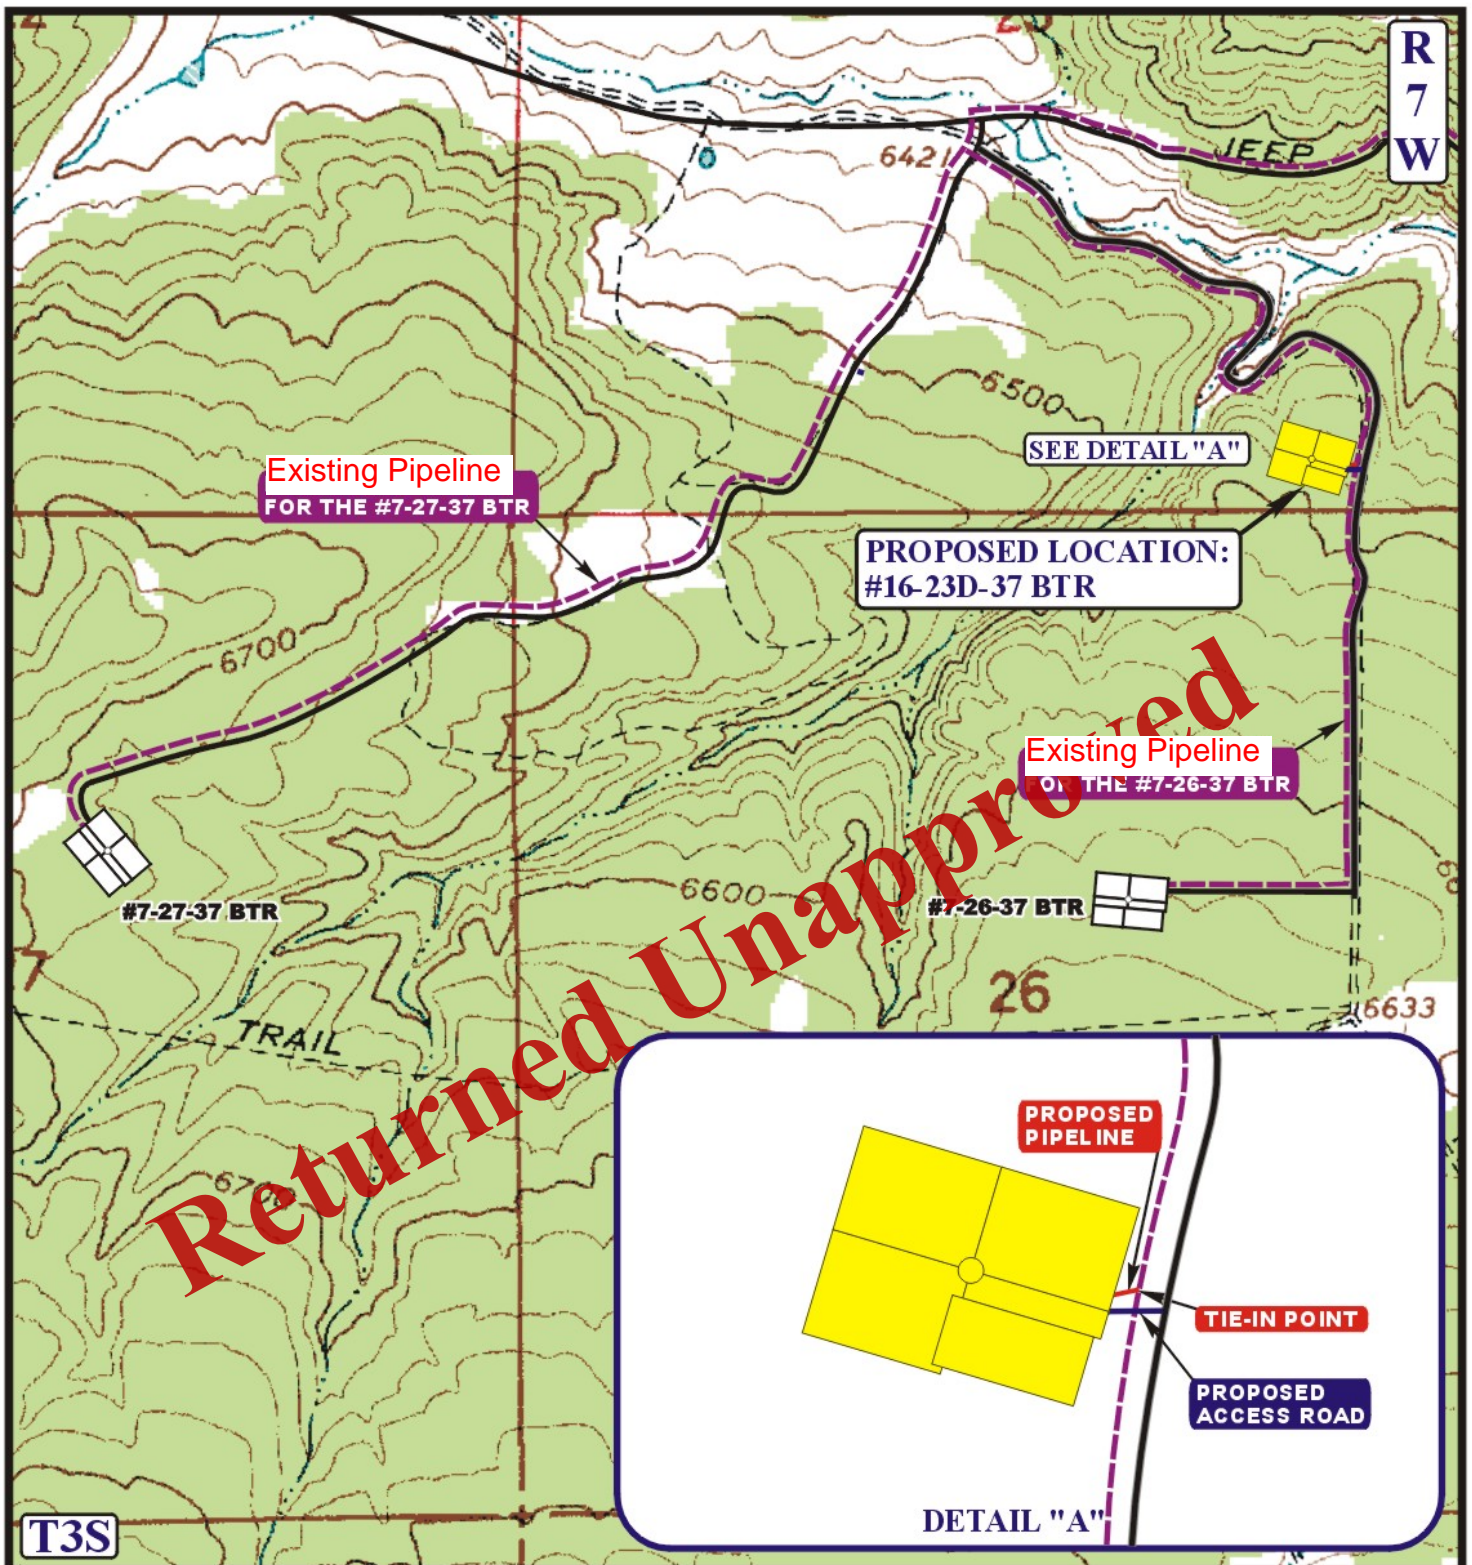 R
7
W
6421
JEEP
6500
SEE DETAIL "A"
Existing Pipeline
FOR THE #7-27-37 BTR
PROPOSED LOCATION:
#16-23D-37 BTR
6700
Existing Pipeline
FOR THE #7-26-37 BTR
6600
#7-27-37 BTR
#7-26-37 BTR
26
6633
TRAIL
Returned Unapproved
6700
PROPOSED
PIPELINE
TIE-IN POINT
PROPOSED
ACCESS ROAD
DETAIL "A"
T3S